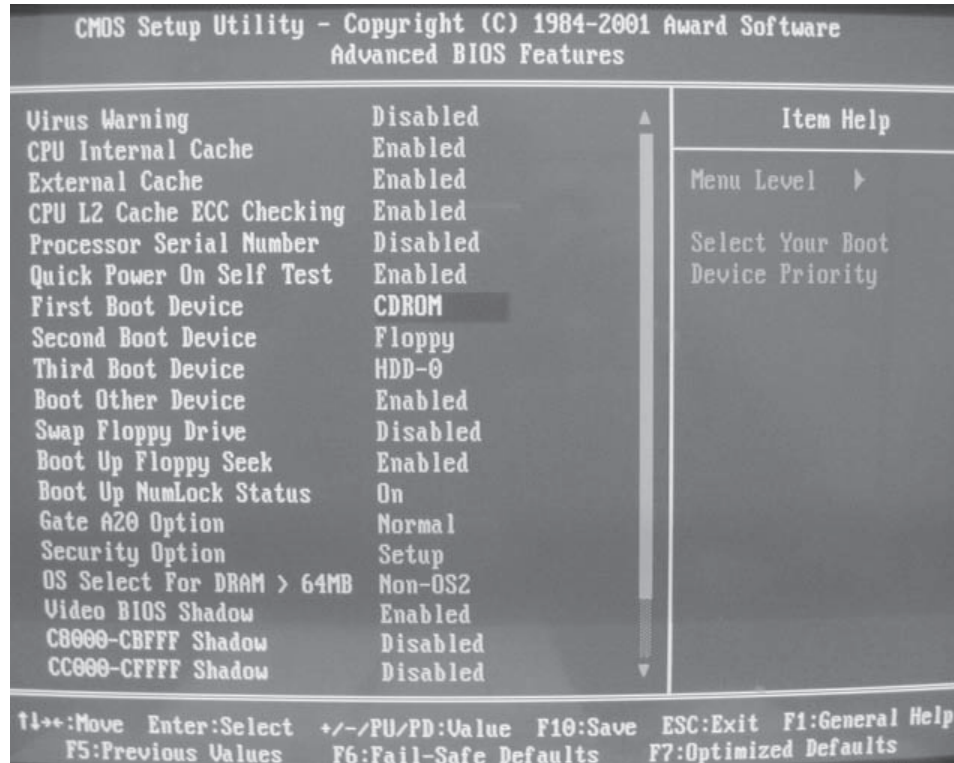 CMOS Setup Utility - Copyright (C) 1984-2001 Award Software
Advanced BIOS Features
Virus Warning Disabled
CPU Internal Cache Enabled
External Cache Enabled
CPU L2 Cache ECC Checking Enabled
Processor Serial Number Disabled
Quick Power On Self Test Enabled
First Boot Device CDROM
Second Boot Device Floppy
Third Boot Device HDD-0
Boot Other Device Enabled
Swap Floppy Drive Disabled
Boot Up Floppy Seek Enabled
Boot Up NumLock Status On
Gate A20 Option Normal
Security Option Setup
OS Select For DRAM > 64MB Non-OS2
Video BIOS Shadow Enabled
C8000-CBFFF Shadow Disabled
CC000-CFFFF Shadow Disabled
Item Help
Menu Level ▶
Select Your Boot
Device Priority
↑↓→←:Move Enter:Select +/-/PU/PD:Value F10:Save ESC:Exit F1:General Help
F5:Previous Values F6:Fail-Safe Defaults F7:Optimized Defaults